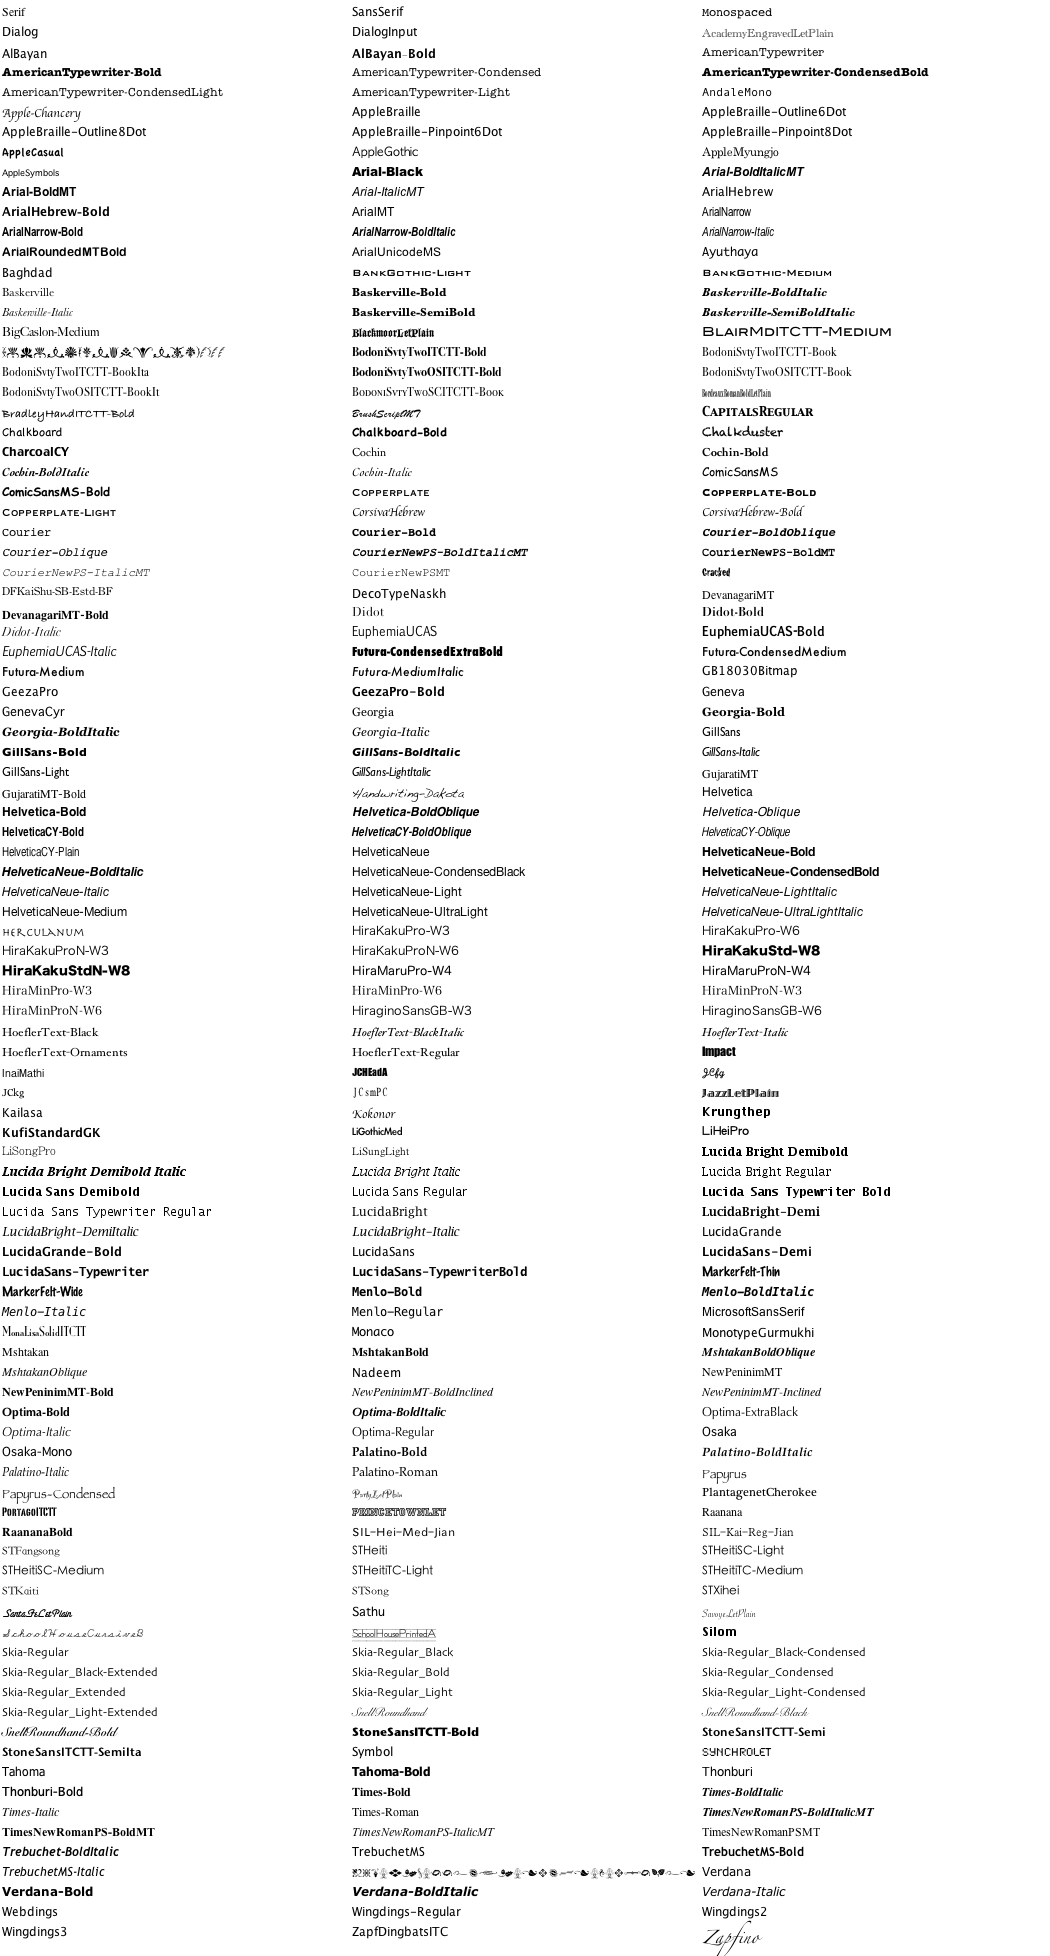 Serif SansSerif Monospaced
Dialog DialogInput AcademyEngravedLetPlain
AlBayan AlBayan-Bold AmericanTypewriter
AmericanTypewriter-Bold AmericanTypewriter-Condensed AmericanTypewriter-CondensedBold
AmericanTypewriter-CondensedLight AmericanTypewriter-Light AndaleMono
Apple-Chancery AppleBraille AppleBraille-Outline6Dot
AppleBraille-Outline8Dot AppleBraille-Pinpoint6Dot AppleBraille-Pinpoint8Dot
AppleCasual AppleGothic AppleMyungjo
AppleSymbols Arial-Black Arial-BoldItalicMT
Arial-BoldMT Arial-ItalicMT ArialHebrew
ArialHebrew-Bold ArialMT ArialNarrow
ArialNarrow-Bold ArialNarrow-BoldItalic ArialNarrow-Italic
ArialRoundedMTBold ArialUnicodeMS Ayuthaya
Baghdad BankGothic-Light BankGothic-Medium
Baskerville Baskerville-Bold Baskerville-BoldItalic
Baskerville-Italic Baskerville-SemiBold Baskerville-SemiBoldItalic
BigCaslon-Medium BlackmoorLetPlain BlairMdITCTT-Medium
BodoniSvtyTwoITCTT-Bold BodoniSvtyTwoITCTT-Book
BodoniSvtyTwoITCTT-BookIta BodoniSvtyTwoOSITCTT-Bold BodoniSvtyTwoOSITCTT-Book
BodoniSvtyTwoOSITCTT-BookIt BodoniSvtyTwoSCITCTT-Book BordeauxRomanBoldLetPlain
BradleyHandITCTT-Bold BrushScriptMT CapitalsRegular
Chalkboard Chalkboard-Bold Chalkduster
CharcoalCY Cochin Cochin-Bold
Cochin-BoldItalic Cochin-Italic ComicSansMS
ComicSansMS-Bold Copperplate Copperplate-Bold
Copperplate-Light CorsivaHebrew CorsivaHebrew-Bold
Courier Courier-Bold Courier-BoldOblique
Courier-Oblique CourierNewPS-BoldItalicMT CourierNewPS-BoldMT
CourierNewPS-ItalicMT CourierNewPSMT Cracked
DFKaiShu-SB-Estd-BF DecoTypeNaskh DevanagariMT
DevanagariMT-Bold Didot Didot-Bold
Didot-Italic EuphemiaUCAS EuphemiaUCAS-Bold
EuphemiaUCAS-Italic Futura-CondensedExtraBold Futura-CondensedMedium
Futura-Medium Futura-MediumItalic GB18030Bitmap
GeezaPro GeezaPro-Bold Geneva
GenevaCyr Georgia Georgia-Bold
Georgia-BoldItalic Georgia-Italic GillSans
GillSans-Bold GillSans-BoldItalic GillSans-Italic
GillSans-Light GillSans-LightItalic GujaratiMT
GujaratiMT-Bold Handwriting-Dakota Helvetica
Helvetica-Bold Helvetica-BoldOblique Helvetica-Oblique
HelveticaCY-Bold HelveticaCY-BoldOblique HelveticaCY-Oblique
HelveticaCY-Plain HelveticaNeue HelveticaNeue-Bold
HelveticaNeue-BoldItalic HelveticaNeue-CondensedBlack HelveticaNeue-CondensedBold
HelveticaNeue-Italic HelveticaNeue-Light HelveticaNeue-LightItalic
HelveticaNeue-Medium HelveticaNeue-UltraLight HelveticaNeue-UltraLightItalic
Herculanum HiraKakuPro-W3 HiraKakuPro-W6
HiraKakuProN-W3 HiraKakuProN-W6 HiraKakuStd-W8
HiraKakuStdN-W8 HiraMaruPro-W4 HiraMaruProN-W4
HiraMinPro-W3 HiraMinPro-W6 HiraMinProN-W3
HiraMinProN-W6 HiraginoSansGB-W3 HiraginoSansGB-W6
HoeflerText-Black HoeflerText-BlackItalic HoeflerText-Italic
HoeflerText-Ornaments HoeflerText-Regular Impact
InaiMathi JCHEadA JCfg
JCkg JCsmPC JazzLetPlain
Kailasa Kokonor Krungthep
KufiStandardGK LiGothicMed LiHeiPro
LiSongPro LiSungLight Lucida Bright Demibold
Lucida Bright Demibold Italic Lucida Bright Italic Lucida Bright Regular
Lucida Sans Demibold Lucida Sans Regular Lucida Sans Typewriter Bold
Lucida Sans Typewriter Regular LucidaBright LucidaBright-Demi
LucidaBright-DemiItalic LucidaBright-Italic LucidaGrande
LucidaGrande-Bold LucidaSans LucidaSans-Demi
LucidaSans-Typewriter LucidaSans-TypewriterBold MarkerFelt-Thin
MarkerFelt-Wide Menlo-Bold Menlo-BoldItalic
Menlo-Italic Menlo-Regular MicrosoftSansSerif
MonaLisaSolidITCTT Monaco MonotypeGurmukhi
Mshtakan MshtakanBold MshtakanBoldOblique
MshtakanOblique Nadeem NewPeninimMT
NewPeninimMT-Bold NewPeninimMT-BoldInclined NewPeninimMT-Inclined
Optima-Bold Optima-BoldItalic Optima-ExtraBlack
Optima-Italic Optima-Regular Osaka
Osaka-Mono Palatino-Bold Palatino-BoldItalic
Palatino-Italic Palatino-Roman Papyrus
Papyrus-Condensed PartyLetPlain PlantagenetCherokee
PortagoITCTT PRINCETOWNLET Raanana
RaananaBold SIL-Hei-Med-Jian SIL-Kai-Reg-Jian
STFangsong STHeiti STHeitiSC-Light
STHeitiSC-Medium STHeitiTC-Light STHeitiTC-Medium
STKaiti STSong STXihei
SantaFeLetPlain Sathu SavoyeLetPlain
SchoolHouseCursiveB SchoolHousePrintedA Silom
Skia-Regular Skia-Regular_Black Skia-Regular_Black-Condensed
Skia-Regular_Black-Extended Skia-Regular_Bold Skia-Regular_Condensed
Skia-Regular_Extended Skia-Regular_Light Skia-Regular_Light-Condensed
Skia-Regular_Light-Extended SnellRoundhand SnellRoundhand-Black
SnellRoundhand-Bold StoneSansITCTT-Bold StoneSansITCTT-Semi
StoneSansITCTT-SemiIta Symbol SYNCHROLET
Tahoma Tahoma-Bold Thonburi
Thonburi-Bold Times-Bold Times-BoldItalic
Times-Italic Times-Roman TimesNewRomanPS-BoldItalicMT
TimesNewRomanPS-BoldMT TimesNewRomanPS-ItalicMT TimesNewRomanPSMT
Trebuchet-BoldItalic TrebuchetMS TrebuchetMS-Bold
TrebuchetMS-Italic Verdana
Verdana-Bold Verdana-BoldItalic Verdana-Italic
Webdings Wingdings-Regular Wingdings2
Wingdings3 ZapfDingbatsITC Zapfino